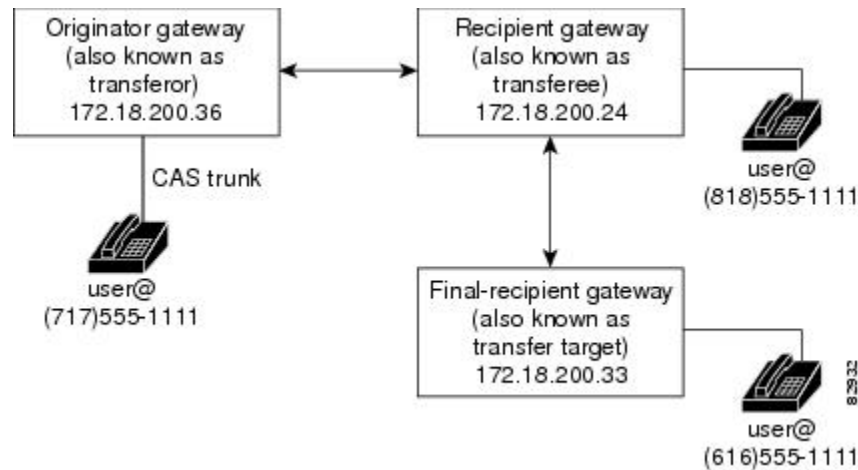 Originator gateway
(also known as
transferor)
172.18.200.36
Recipient gateway
(also known as
transferee)
172.18.200.24
CAS trunk
user@
(818)555-1111
user@
(717)555-1111
Final-recipient gateway
(also known as
transfer target)
172.18.200.33
82932
user@
(616)555-1111